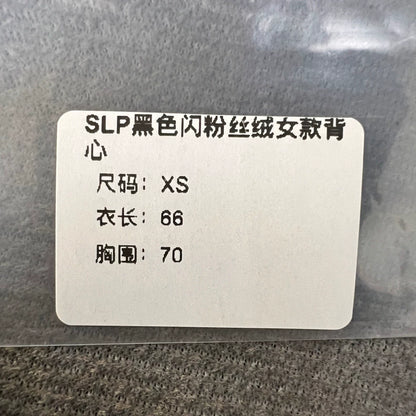 SLP黑色闪粉丝绒女款背
心
尺码: XS
衣长: 66
胸围: 70